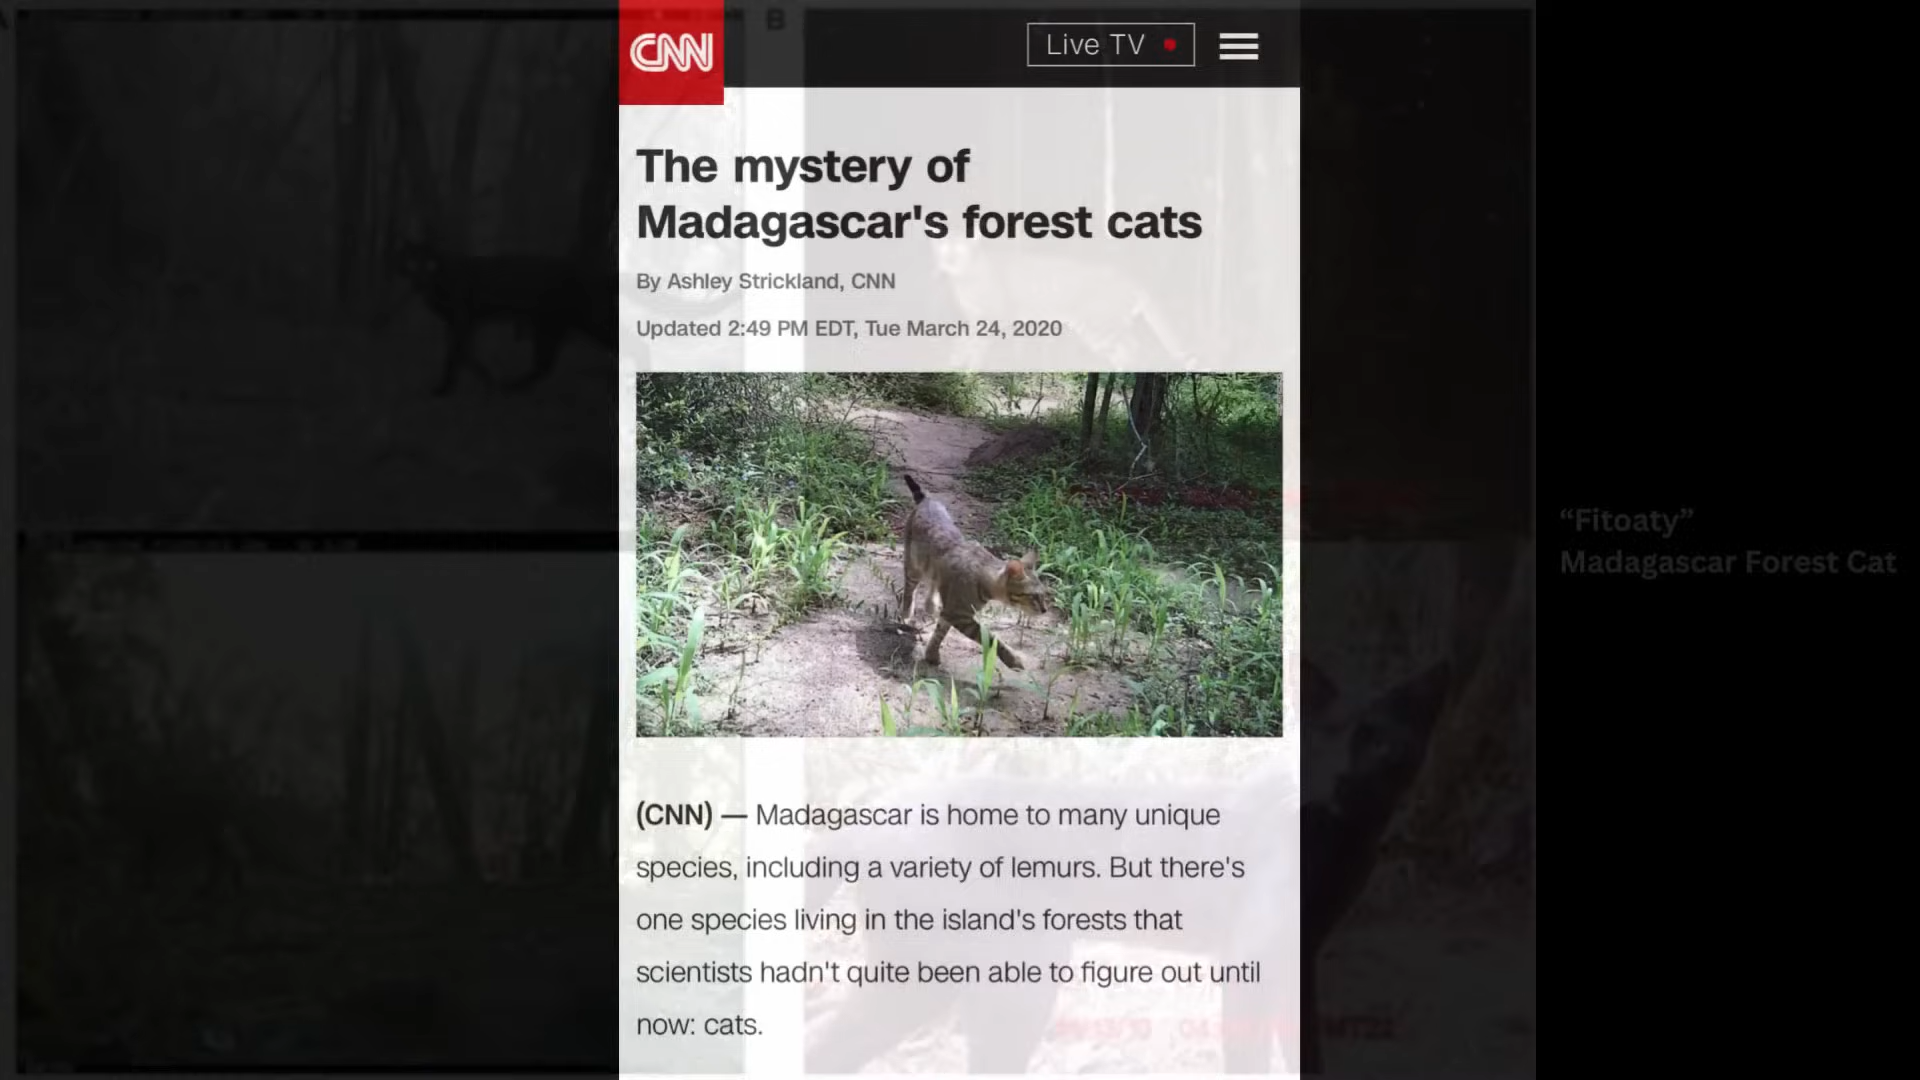 B
CNN
Live TV
The mystery of
Madagascar's forest cats
By Ashley Strickland, CNN
Updated 2:49 PM EDT, Tue March 24, 2020
“Fitoaty”
Madagascar Forest Cat
(CNN) — Madagascar is home to many unique
species, including a variety of lemurs. But there's
one species living in the island's forests that
scientists hadn't quite been able to figure out until
now: cats.